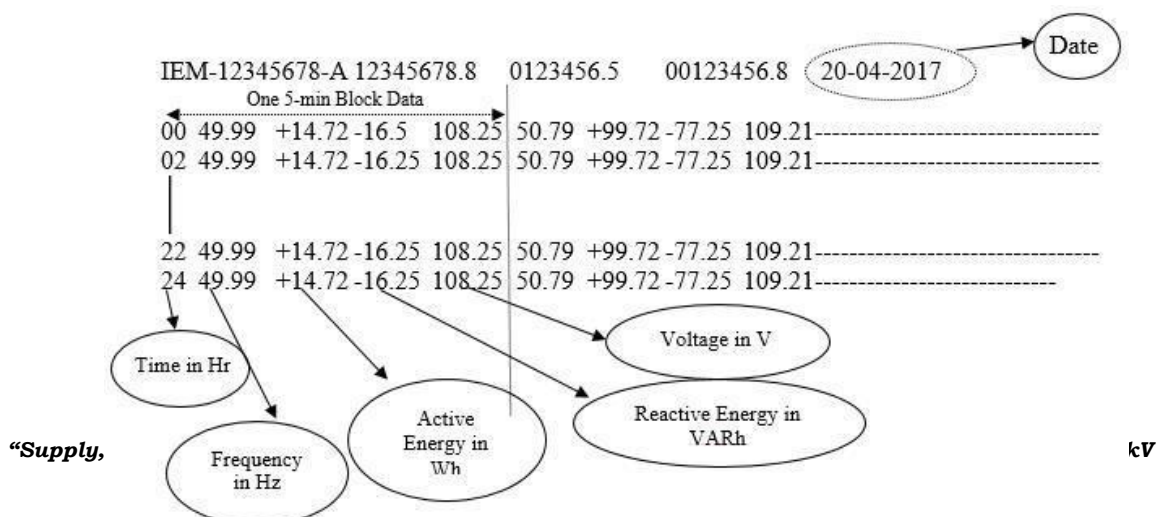 Date
IEM-12345678-A 12345678.8 0123456.5 00123456.8 20-04-2017
One 5-min Block Data
00 49.99 +14.72 -16.5 108.25 50.79 +99.72 -77.25 109.21-------------------------------
02 49.99 +14.72 -16.25 108.25 50.79 +99.72 -77.25 109.21-------------------------------
22 49.99 +14.72 -16.25 108.25 50.79 +99.72 -77.25 109.21-------------------------------
24 49.99 +14.72 -16.25 108.25 50.79 +99.72 -77.25 109.21--------------------------
Voltage in V
Time in Hr
Reactive Energy in
VARh
Active
Energy in
Wh
“Supply,
kV
Frequency
in Hz